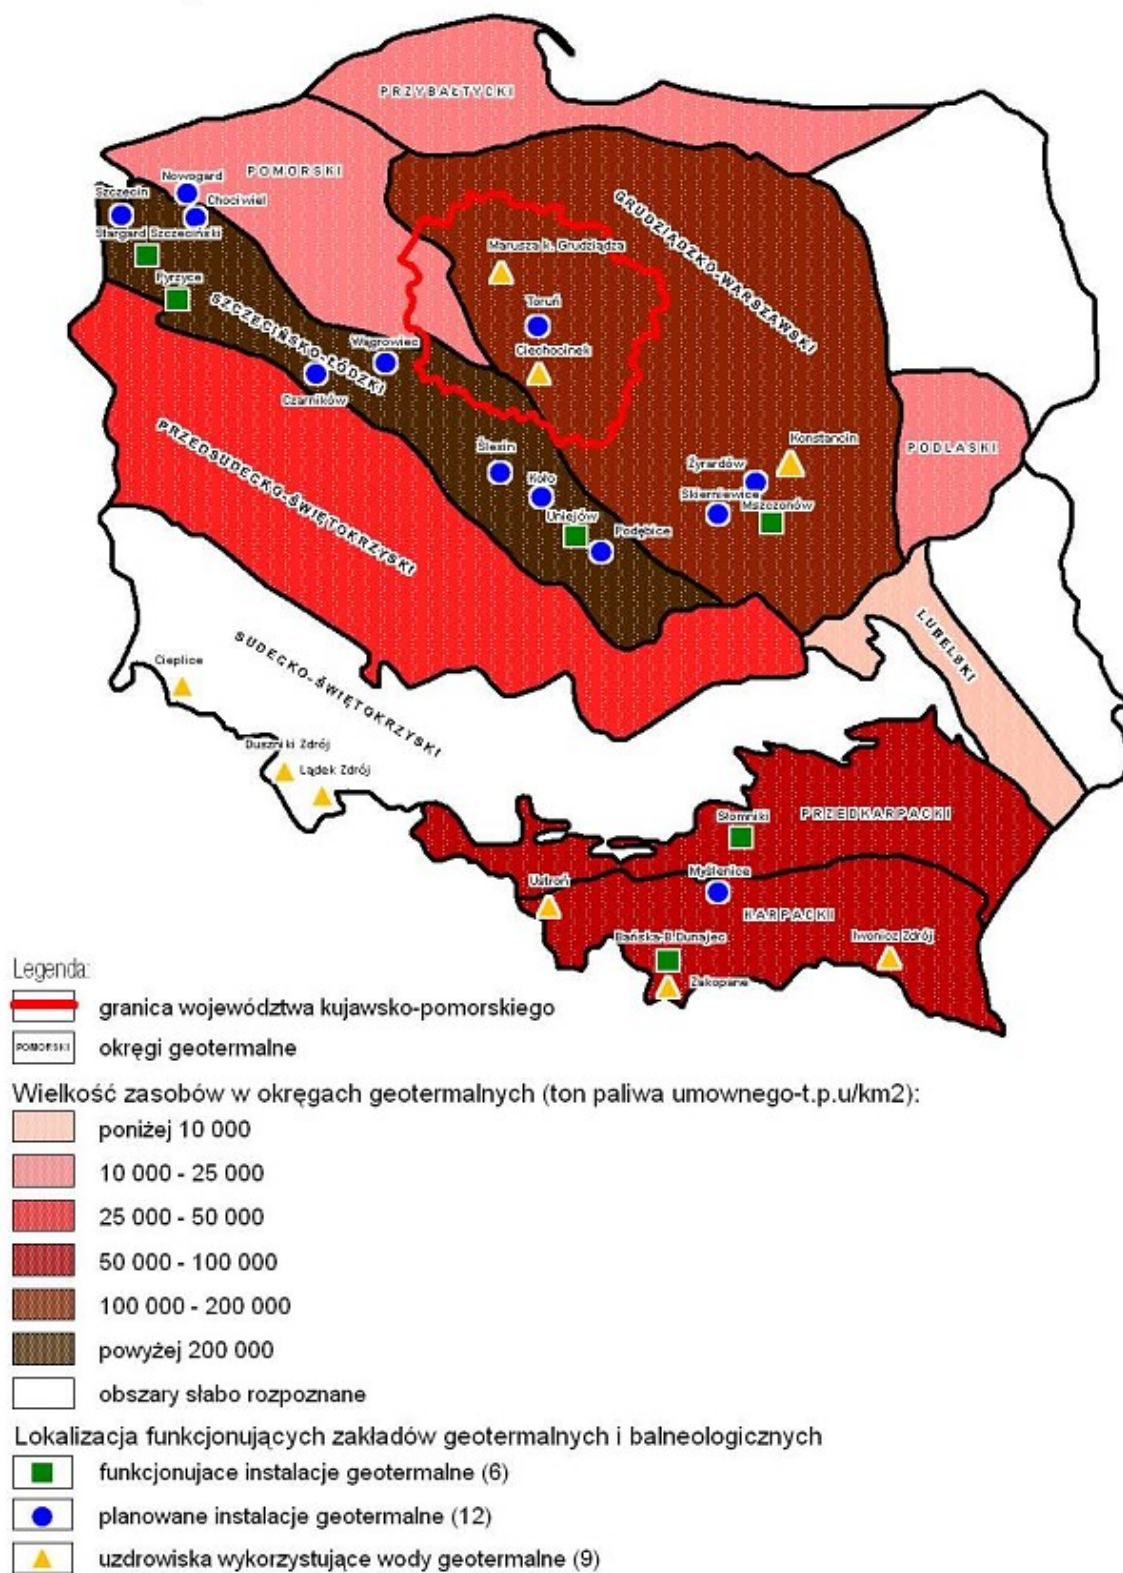 PRZYBAŁTYCKI
POMORSKI
Nowogard
Szczecin
Chociwiel
Stargard Szczeciński
Pyrzyce
GRUDZIĄDZKO-WARSZAWSKI
Marusza k. Grudziądza
Toruń
Ciechocinek
SZCZECIŃSKO-ŁÓDZKI
Wągrowiec
Czarników
PRZEDSUDECKO-ŚWIĘTOKRZYSKI
Ślesin
Koło
Uniejów
Podębice
Konstancin
Żyrardów
Skierniewice
Mszczonów
PODLASKI
LUBELSKI
SUDECKO-ŚWIĘTOKRZYSKI
Cieplice
Duszniki Zdrój
Lądek Zdrój
Słomniki
PRZEDKARPACKI
Ustroń
Myślenice
KARPACKI
Bańska-B.Dunajec
Iwonicz Zdrój
Zakopane
Legenda:
granica województwa kujawsko-pomorskiego
POMORSKI okręgi geotermalne
Wielkość zasobów w okręgach geotermalnych (ton paliwa umownego-t.p.u/km2):
poniżej 10 000
10 000 - 25 000
25 000 - 50 000
50 000 - 100 000
100 000 - 200 000
powyżej 200 000
obszary słabo rozpoznane
Lokalizacja funkcjonujących zakładów geotermalnych i balneologicznych
funkcjonujace instalacje geotermalne (6)
planowane instalacje geotermalne (12)
uzdrowiska wykorzystujące wody geotermalne (9)